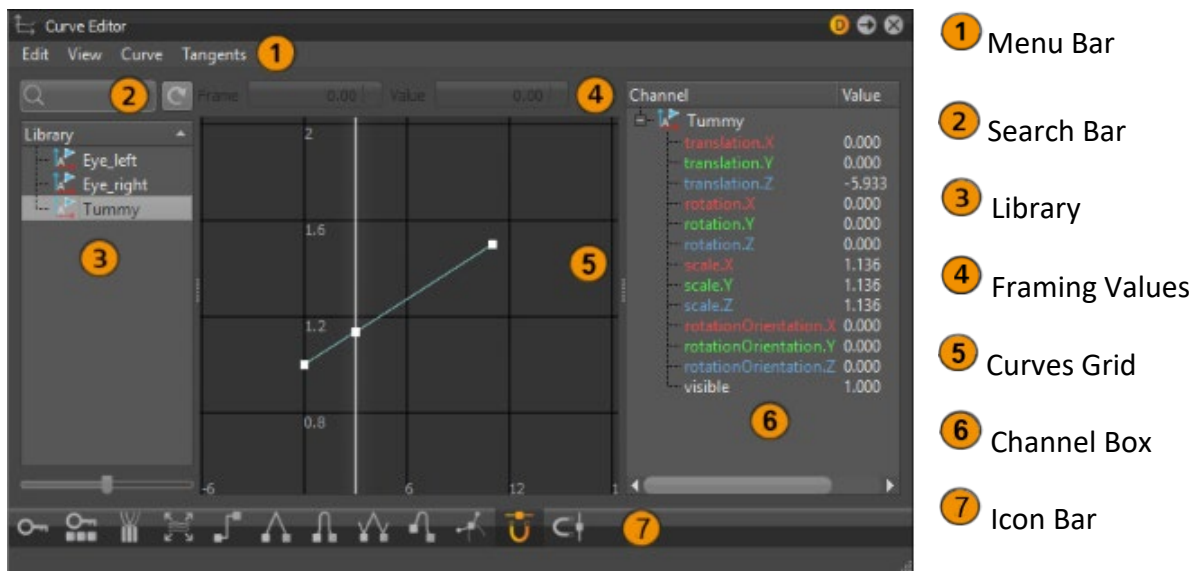 Curve Editor
D
Edit View Curve Tangents 1
2 Frame 0.00 Value 0.00 4
Library
Eye_left
Eye_right
Tummy
3
2
1.6
1.2
0.8
-6 6 12 1
5
Channel Value
Tummy
translation.X 0.000
translation.Y 0.000
translation.Z -5.933
rotation.X 0.000
rotation.Y 0.000
rotation.Z 0.000
scale.X 1.136
scale.Y 1.136
scale.Z 1.136
rotationOrientation.X 0.000
rotationOrientation.Y 0.000
rotationOrientation.Z 0.000
visible 1.000
6
7
1 Menu Bar
2 Search Bar
3 Library
4 Framing Values
5 Curves Grid
6 Channel Box
7 Icon Bar